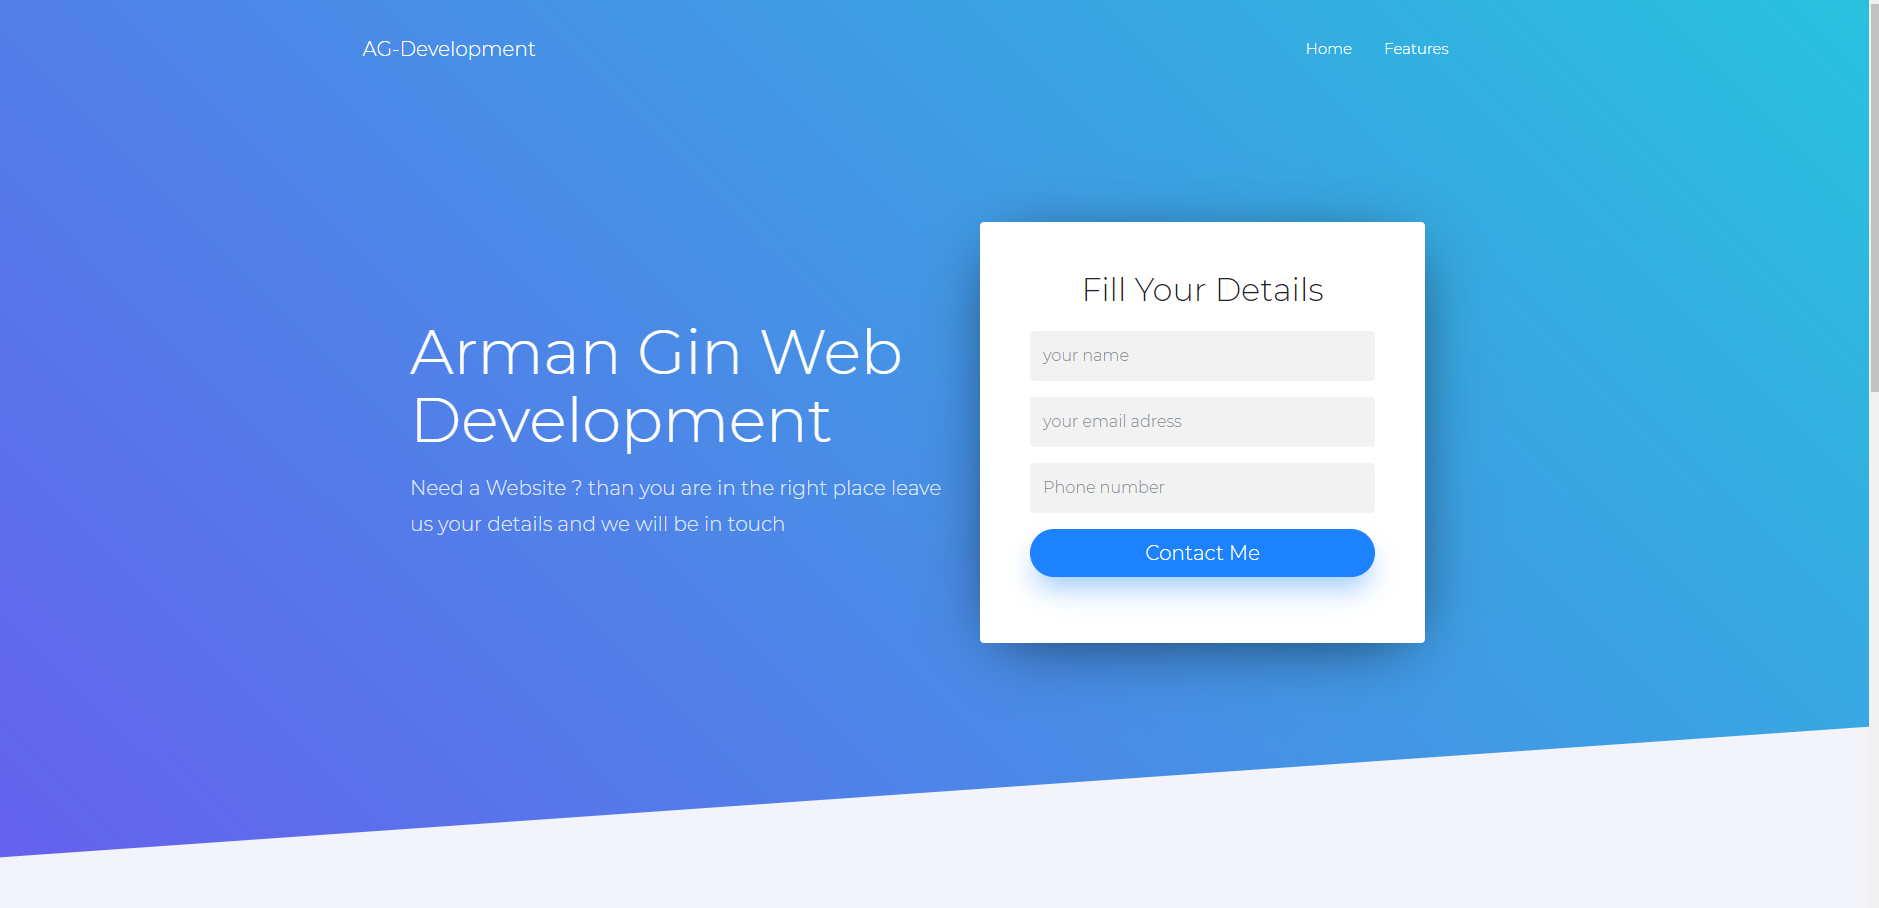 AG-Development
Home
Features
Arman Gin Web
Development
Need a Website ? than you are in the right place leave
us your details and we will be in touch
Fill Your Details
your name
your email adress
Phone number
Contact Me